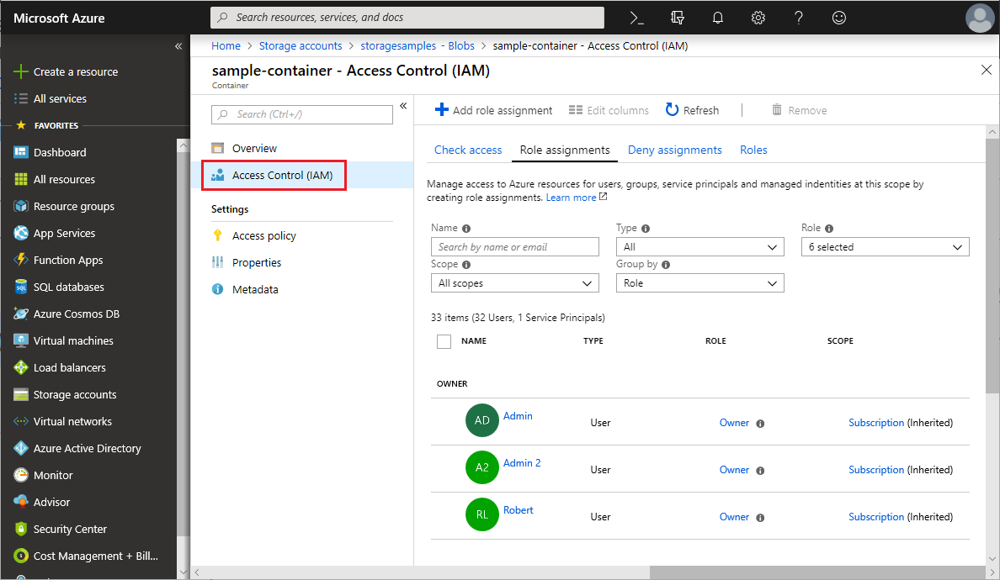 Microsoft Azure
Search resources, services, and docs
Home > Storage accounts > storagesamples - Blobs > sample-container - Access Control (IAM)
sample-container - Access Control (IAM)
Container
Create a resource
All services
FAVORITES
Dashboard
All resources
Resource groups
App Services
Function Apps
SQL databases
Azure Cosmos DB
Virtual machines
Load balancers
Storage accounts
Virtual networks
Azure Active Directory
Monitor
Advisor
Security Center
Cost Management + Bill...
Search (Ctrl+/)
Overview
Access Control (IAM)
Settings
Access policy
Properties
Metadata
Add role assignment Edit columns Refresh Remove
Check access Role assignments Deny assignments Roles
Manage access to Azure resources for users, groups, service principals and managed indentities at this scope by
creating role assignments. Learn more
Name Type Role
Search by name or email All 6 selected
Scope Group by
All scopes Role
33 items (32 Users, 1 Service Principals)
NAME TYPE ROLE SCOPE
OWNER
AD Admin User Owner Subscription (Inherited)
A2 Admin 2 User Owner Subscription (Inherited)
RL Robert User Owner Subscription (Inherited)